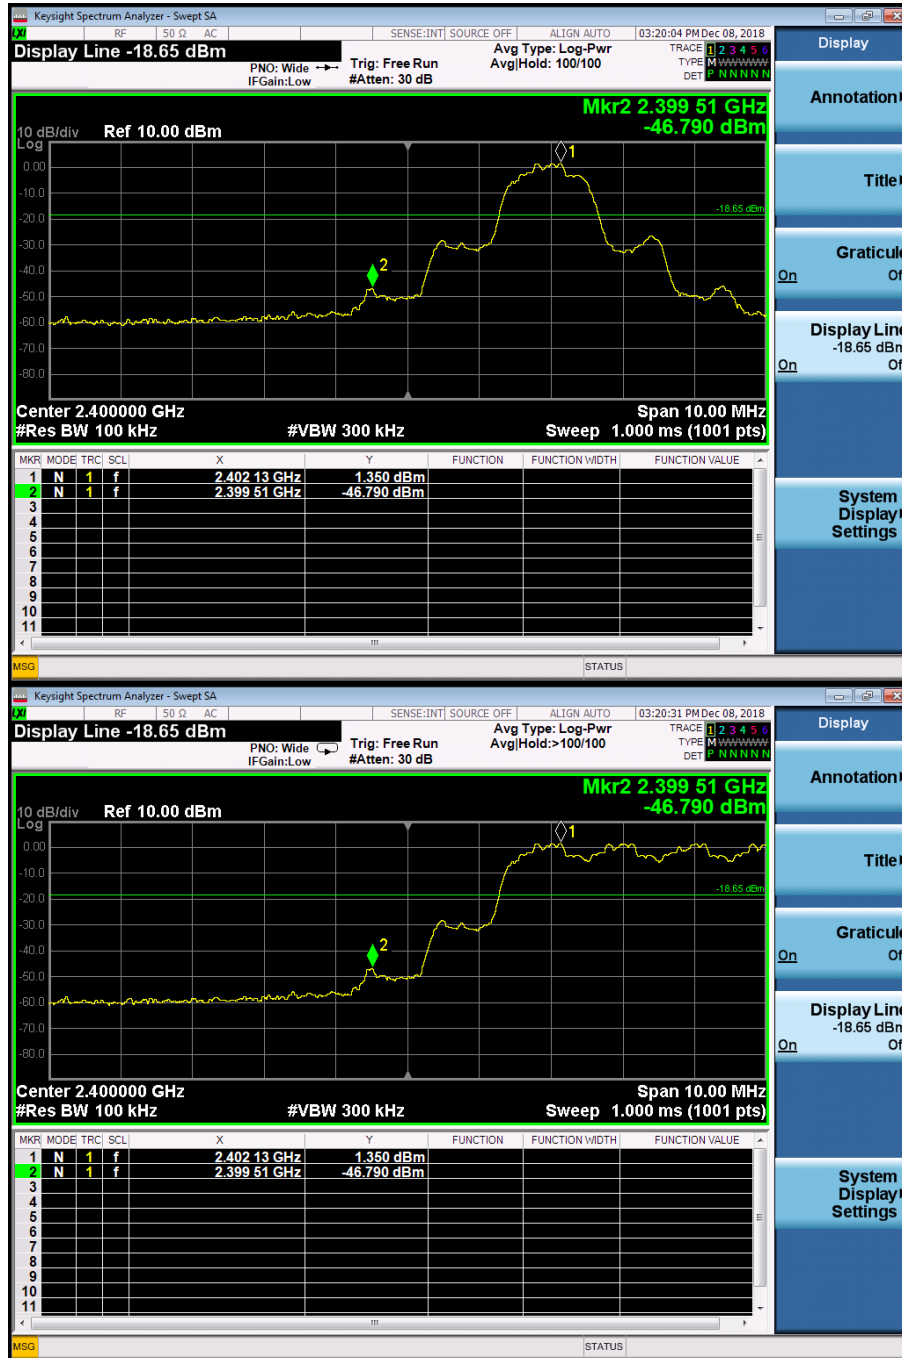 Keysight Spectrum Analyzer - Swept SA
LXI RF 50 Ω AC SENSE:INT SOURCE OFF ALIGN AUTO 03:20:04 PM Dec 08, 2018
Display Line -18.65 dBm
PNO: Wide
IFGain:Low
Trig: Free Run
#Atten: 30 dB
Avg Type: Log-Pwr
Avg|Hold: 100/100
TRACE 1 2 3 4 5 6
TYPE M WWWWW
DET P N N N N N
Display
Annotation
Title
Graticule
On Of
Display Line
-18.65 dBm
On Of
System
Display
Settings
Mkr2 2.399 51 GHz
-46.790 dBm
10 dB/div Ref 10.00 dBm
Log
1
0.00
-10.0
-18.65 dBm
-20.0
-30.0
2
-40.0
-50.0
-60.0
-70.0
-80.0
Center 2.400000 GHz Span 10.00 MHz
#Res BW 100 kHz #VBW 300 kHz Sweep 1.000 ms (1001 pts)
MKR MODE TRC SCL X Y FUNCTION FUNCTION WIDTH FUNCTION VALUE
1 N 1 f 2.402 13 GHz 1.350 dBm
2 N 1 f 2.399 51 GHz -46.790 dBm
3
4
5
6
7
8
9
10
11
MSG STATUS
Keysight Spectrum Analyzer - Swept SA
LXI RF 50 Ω AC SENSE:INT SOURCE OFF ALIGN AUTO 03:20:31 PM Dec 08, 2018
Display Line -18.65 dBm
PNO: Wide
IFGain:Low
Trig: Free Run
#Atten: 30 dB
Avg Type: Log-Pwr
Avg|Hold:>100/100
TRACE 1 2 3 4 5 6
TYPE M WWWWW
DET P N N N N N
Display
Annotation
Title
Graticule
On Of
Display Line
-18.65 dBm
On Of
System
Display
Settings
Mkr2 2.399 51 GHz
-46.790 dBm
10 dB/div Ref 10.00 dBm
Log
1
0.00
-10.0
-18.65 dBm
-20.0
-30.0
2
-40.0
-50.0
-60.0
-70.0
-80.0
Center 2.400000 GHz Span 10.00 MHz
#Res BW 100 kHz #VBW 300 kHz Sweep 1.000 ms (1001 pts)
MKR MODE TRC SCL X Y FUNCTION FUNCTION WIDTH FUNCTION VALUE
1 N 1 f 2.402 13 GHz 1.350 dBm
2 N 1 f 2.399 51 GHz -46.790 dBm
3
4
5
6
7
8
9
10
11
MSG STATUS